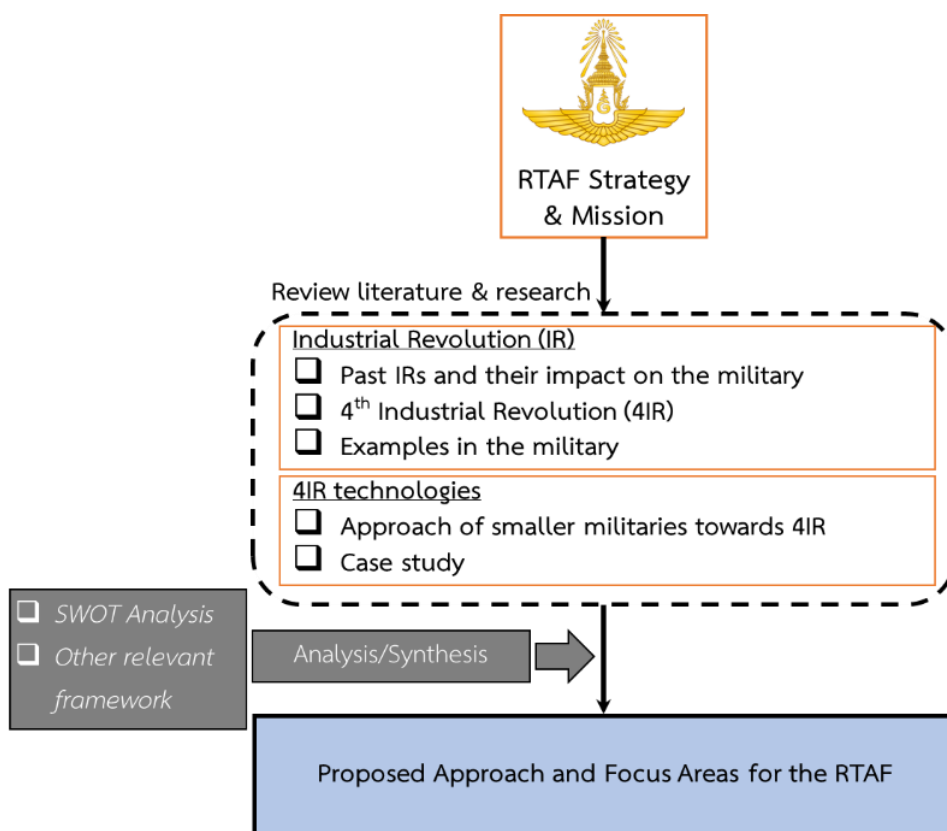 RTAF Strategy
& Mission
Review literature & research
Industrial Revolution (IR)
❑ Past IRs and their impact on the military
❑ 4th Industrial Revolution (4IR)
❑ Examples in the military
4IR technologies
❑ Approach of smaller militaries towards 4IR
❑ Case study
❑ SWOT Analysis
❑ Other relevant
framework
Analysis/Synthesis
Proposed Approach and Focus Areas for the RTAF